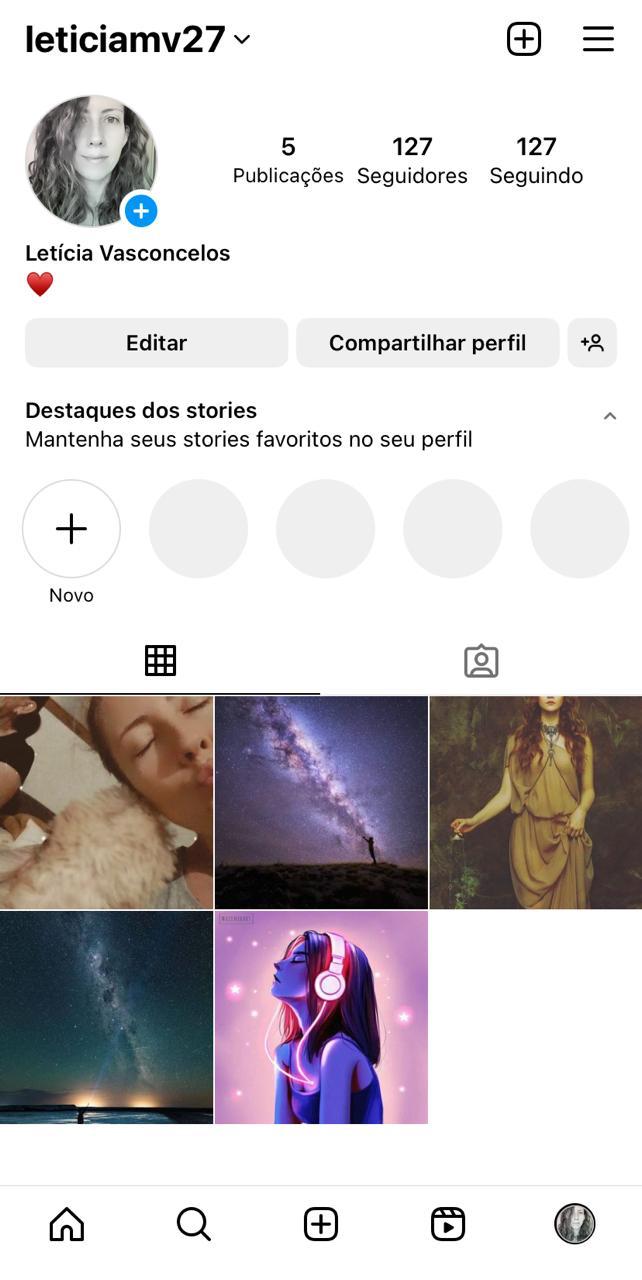 leticiamv27
5 127 127
Publicações Seguidores Seguindo
Letícia Vasconcelos
Editar Compartilhar perfil
Destaques dos stories
Mantenha seus stories favoritos no seu perfil
Novo